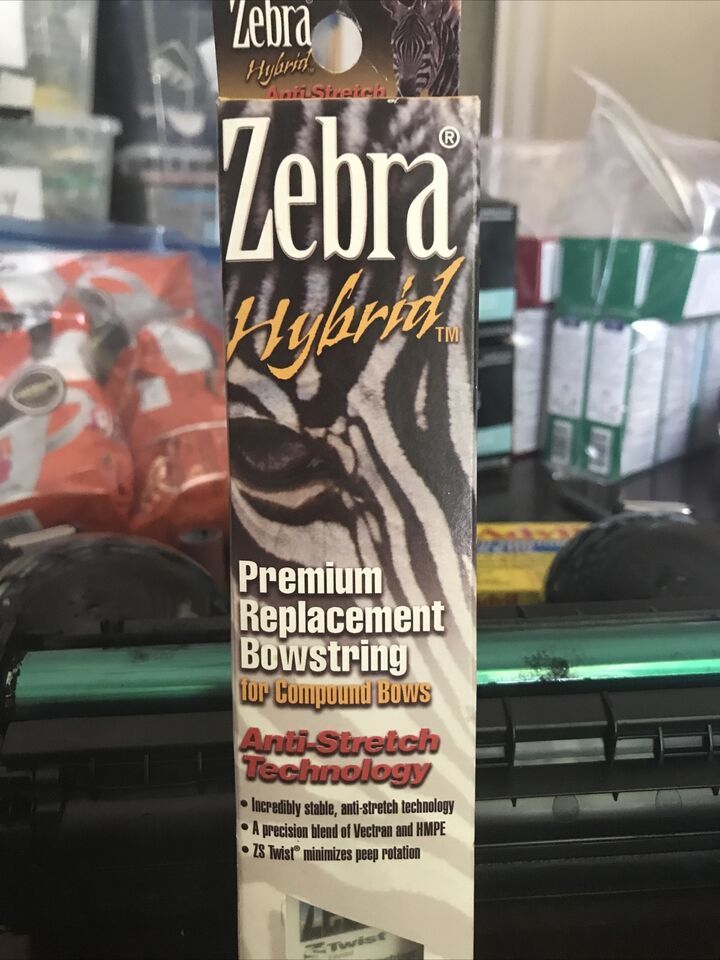 Zebra
Hybrid
Anti-Stretch
Zebra®
Hybrid™
Premium
Replacement
Bowstring
for Compound Bows
Anti-Stretch
Technology
• Incredibly stable, anti-stretch technology
• A precision blend of Vectran and HMPE
• ZS Twist® minimizes peep rotation
Twist